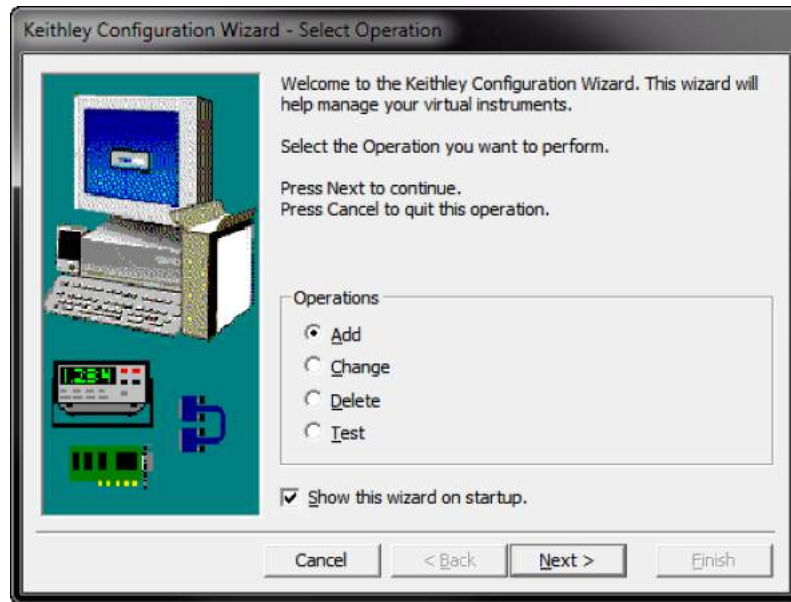 Keithley Configuration Wizard - Select Operation
Welcome to the Keithley Configuration Wizard. This wizard will
help manage your virtual instruments.
Select the Operation you want to perform.
Press Next to continue.
Press Cancel to quit this operation.
1.234
Operations
Add
Change
Delete
Test
Show this wizard on startup.
Cancel
< Back
Next >
Finish